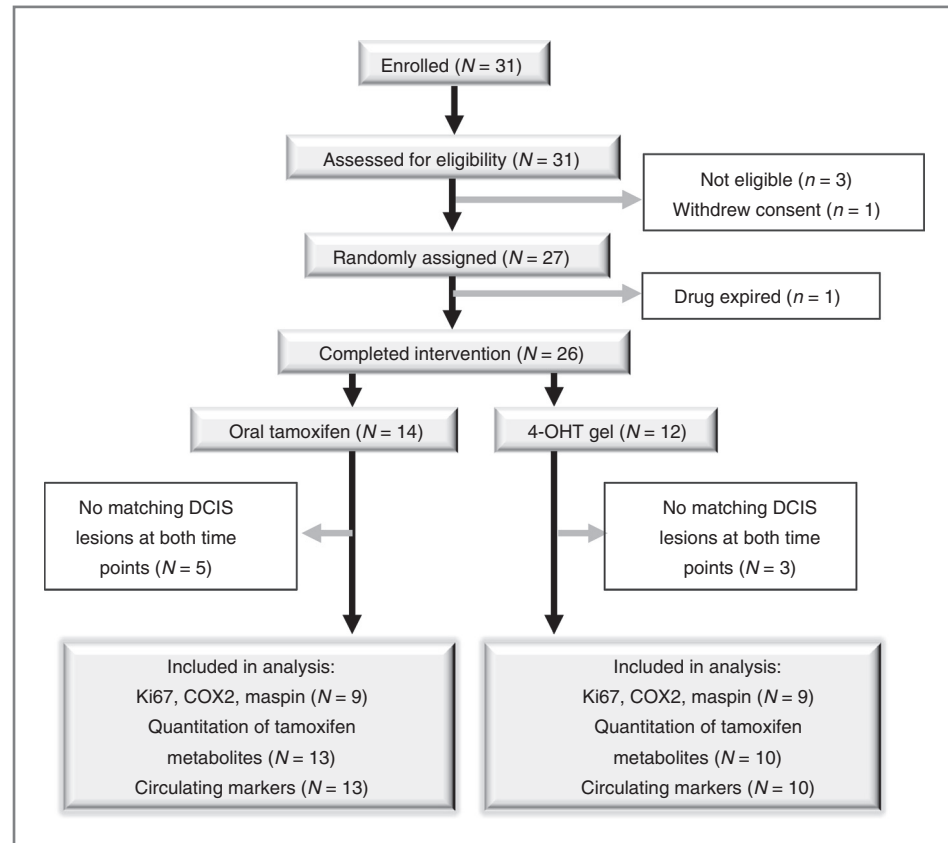 Enrolled (N = 31)
Assessed for eligibility (N = 31)
Not eligible (n = 3)
Withdrew consent (n = 1)
Randomly assigned (N = 27)
Drug expired (n = 1)
Completed intervention (N = 26)
Oral tamoxifen (N = 14)
4-OHT gel (N = 12)
No matching DCIS
lesions at both time
points (N = 5)
No matching DCIS
lesions at both time
points (N = 3)
Included in analysis:
Ki67, COX2, maspin (N = 9)
Quantitation of tamoxifen
metabolites (N = 13)
Circulating markers (N = 13)
Included in analysis:
Ki67, COX2, maspin (N = 9)
Quantitation of tamoxifen
metabolites (N = 10)
Circulating markers (N = 10)